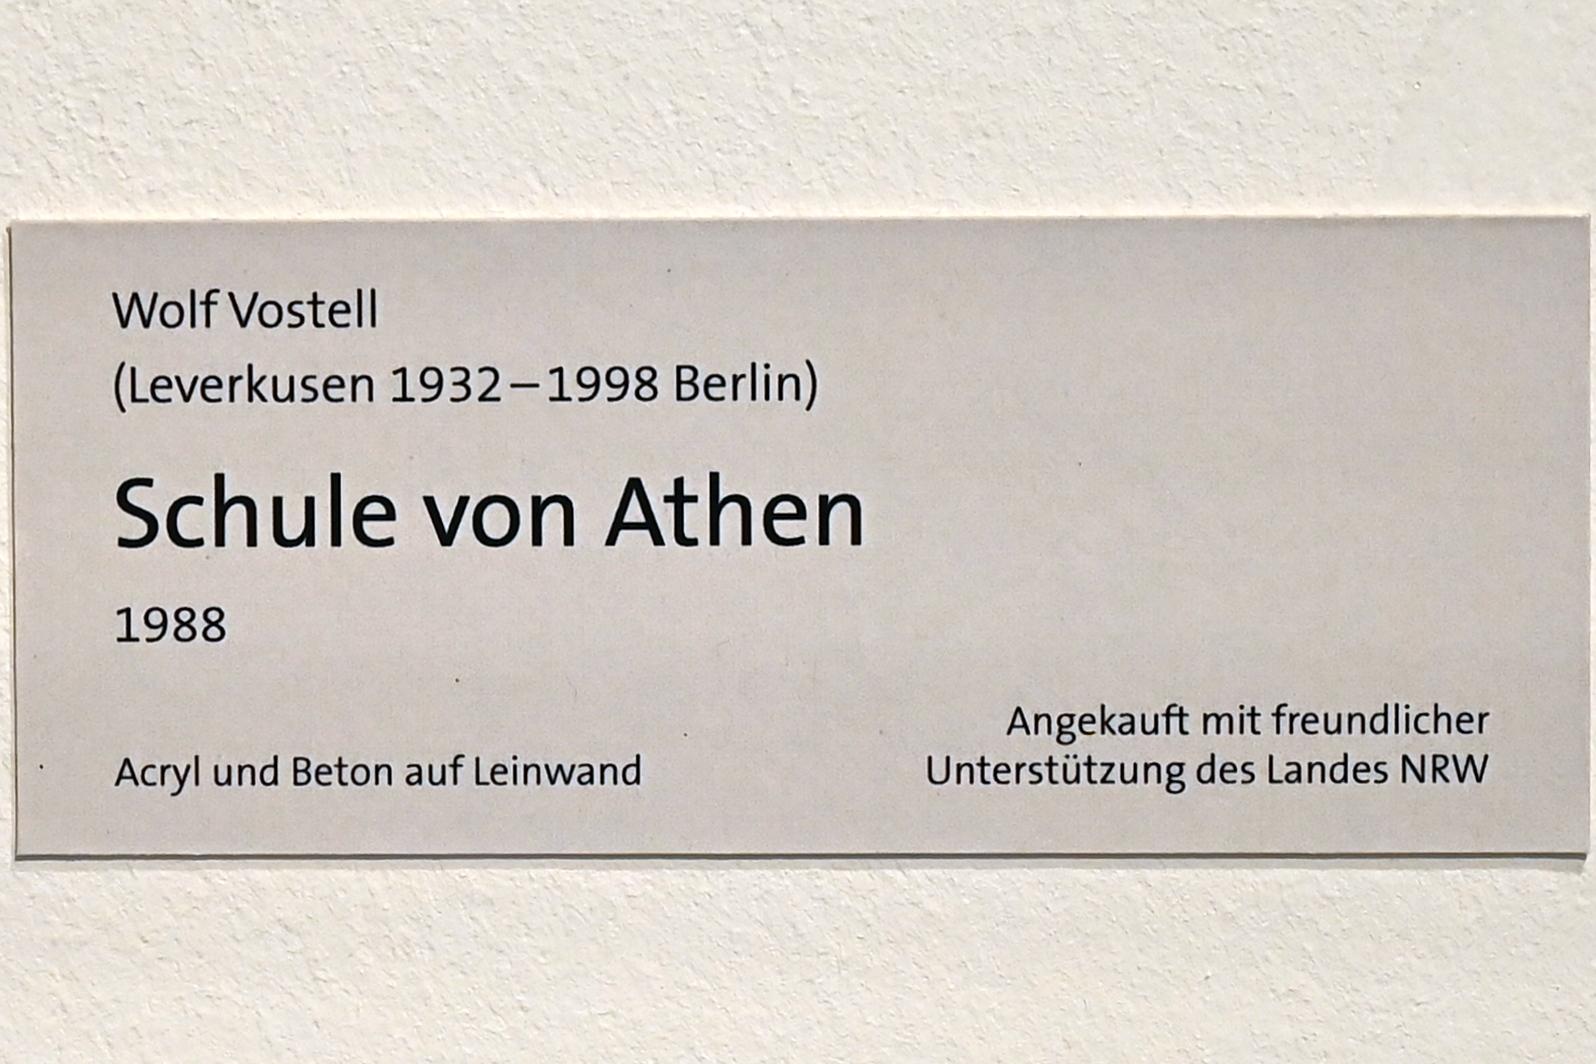 Wolf Vostell
(Leverkusen 1932–1998 Berlin)
Schule von Athen
1988
Acryl und Beton auf Leinwand
Angekauft mit freundlicher
Unterstützung des Landes NRW